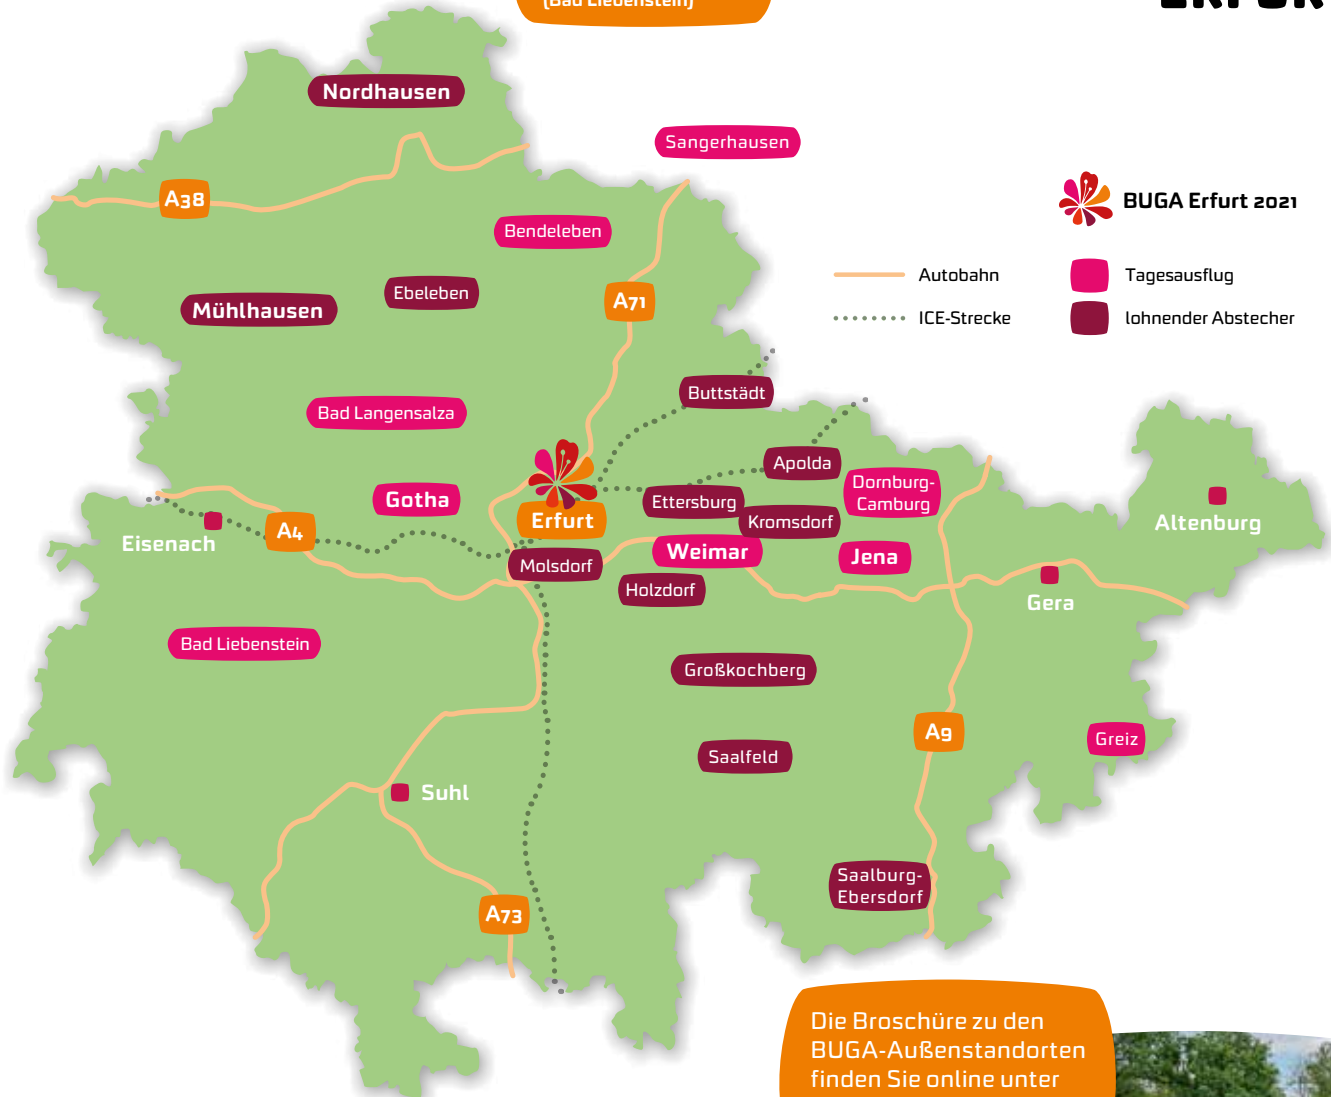 (Bad Liebenstein)
Nordhausen
Sangerhausen
A38
BUGA Erfurt 2021
Bendeleben
Autobahn
Tagesausflug
Ebeleben
Mühlhausen
A71
ICE-Strecke
lohnender Abstecher
Buttstädt
Bad Langensalza
Apolda
Dornburg-
Camburg
Gotha
Ettersburg
Erfurt
Kromsdorf
Altenburg
Eisenach
A4
Weimar
Jena
Molsdorf
Holzdorf
Gera
Bad Liebenstein
Großkochberg
A9
Greiz
Saalfeld
Suhl
Saalburg-
Ebersdorf
A73
Die Broschüre zu den
BUGA-Außenstandorten
finden Sie online unter